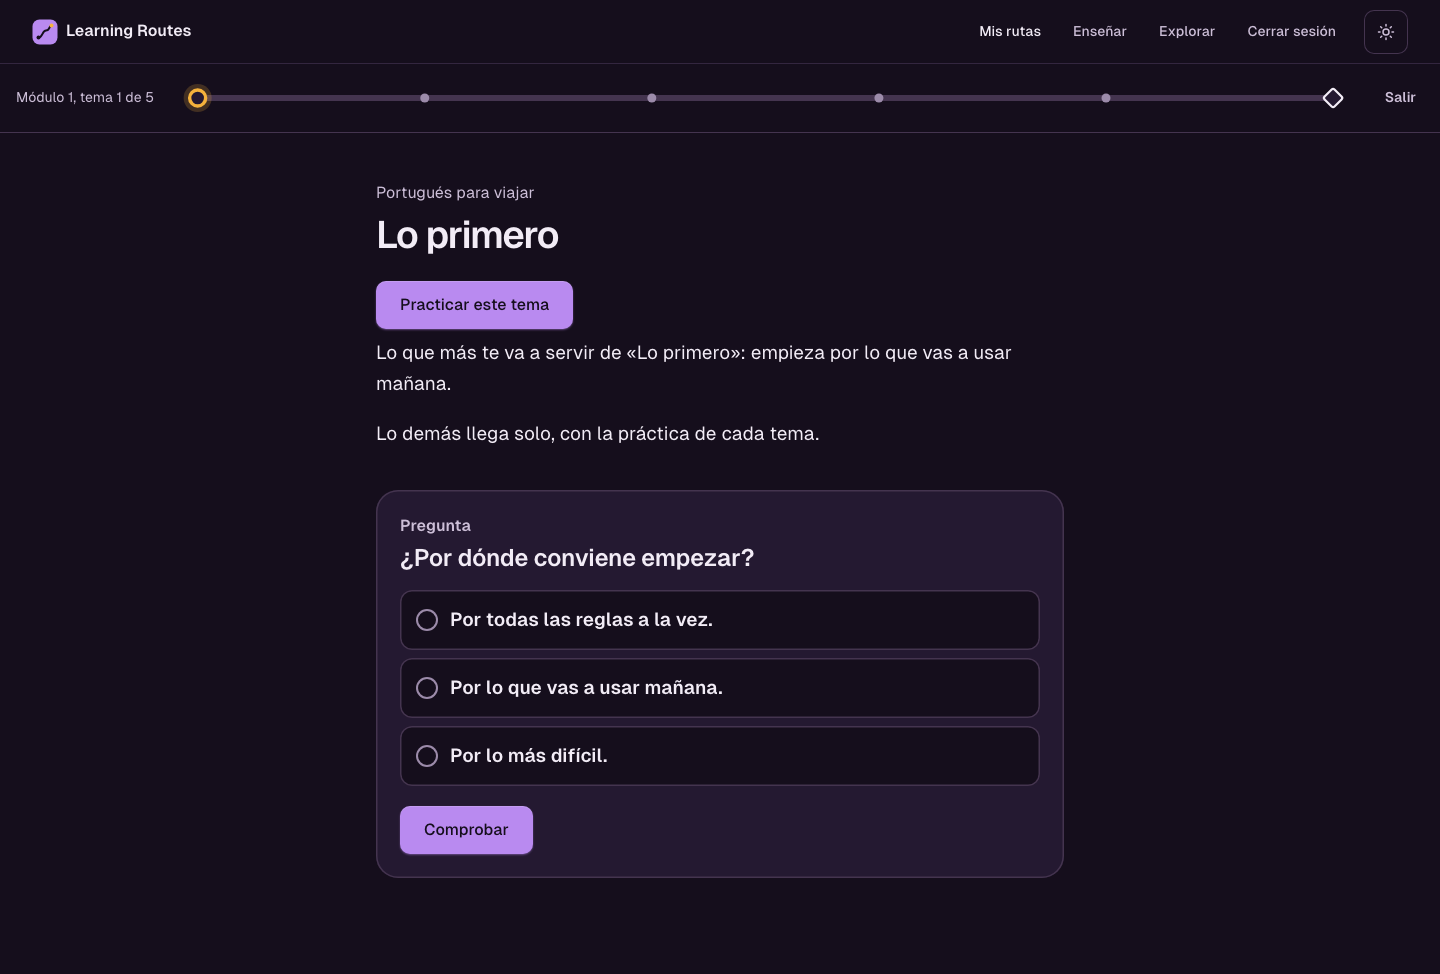 Learning Routes
Mis rutas
Enseñar
Explorar
Cerrar sesión
Módulo 1, tema 1 de 5
Salir
Portugués para viajar
Lo primero
Practicar este tema
Lo que más te va a servir de «Lo primero»: empieza por lo que vas a usar
mañana.
Lo demás llega solo, con la práctica de cada tema.
Pregunta
¿Por dónde conviene empezar?
Por todas las reglas a la vez.
Por lo que vas a usar mañana.
Por lo más difícil.
Comprobar